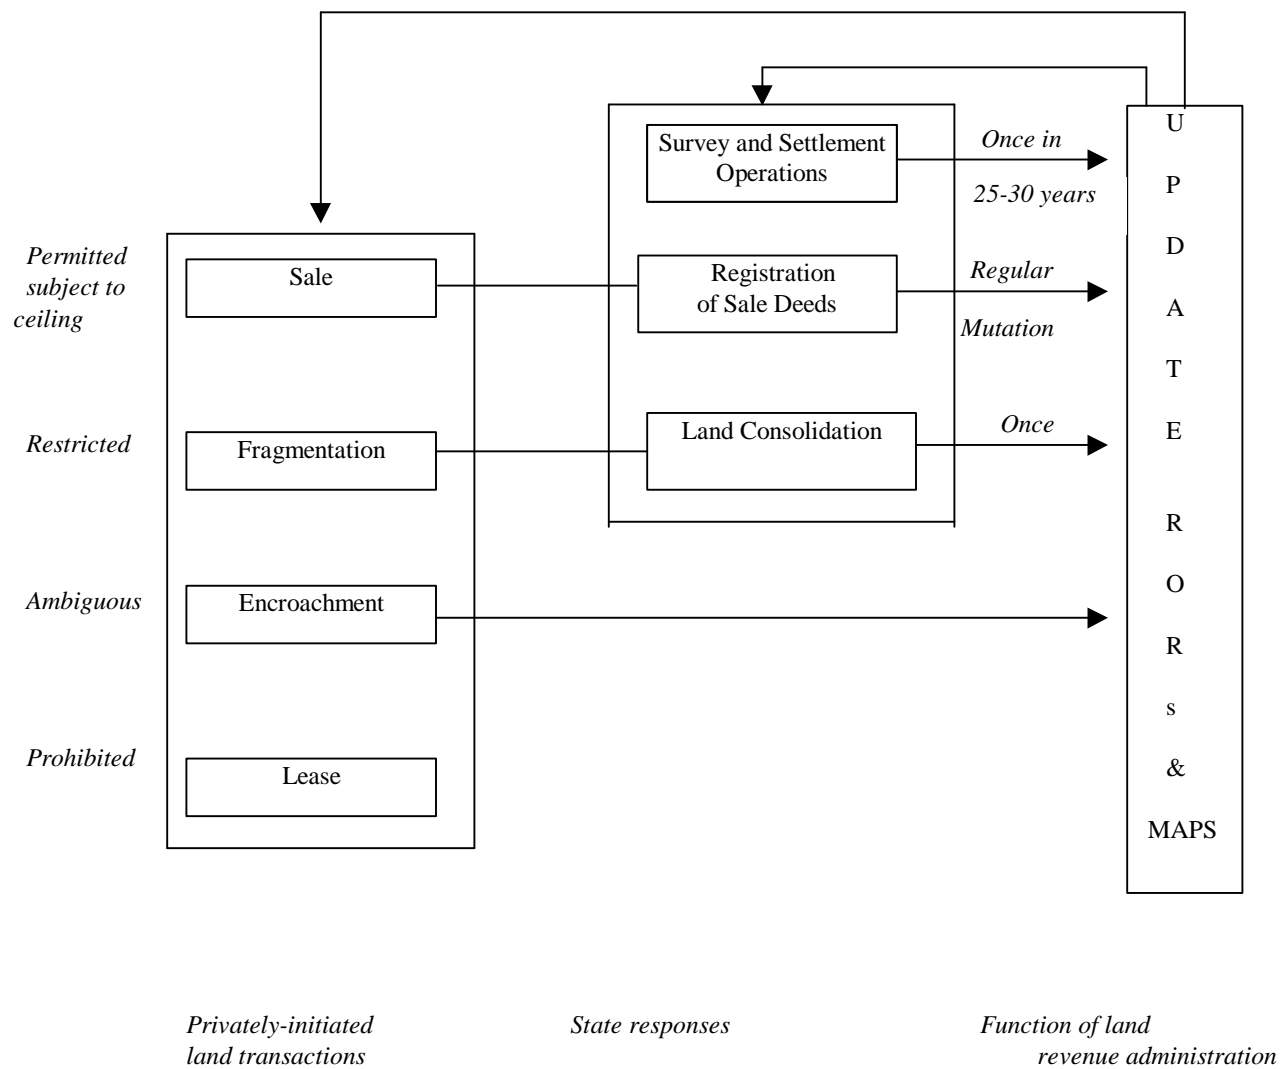 Survey and Settlement
Operations
Once in
25-30 years
Permitted
subject to
ceiling
Sale
Registration
of Sale Deeds
Regular
Mutation
Restricted
Fragmentation
Land Consolidation
Once
Ambiguous
Encroachment
Prohibited
Lease
U
P
D
A
T
E
R
O
R
s
&
MAPS
Privately-initiated
land transactions
State responses
Function of land
revenue administration